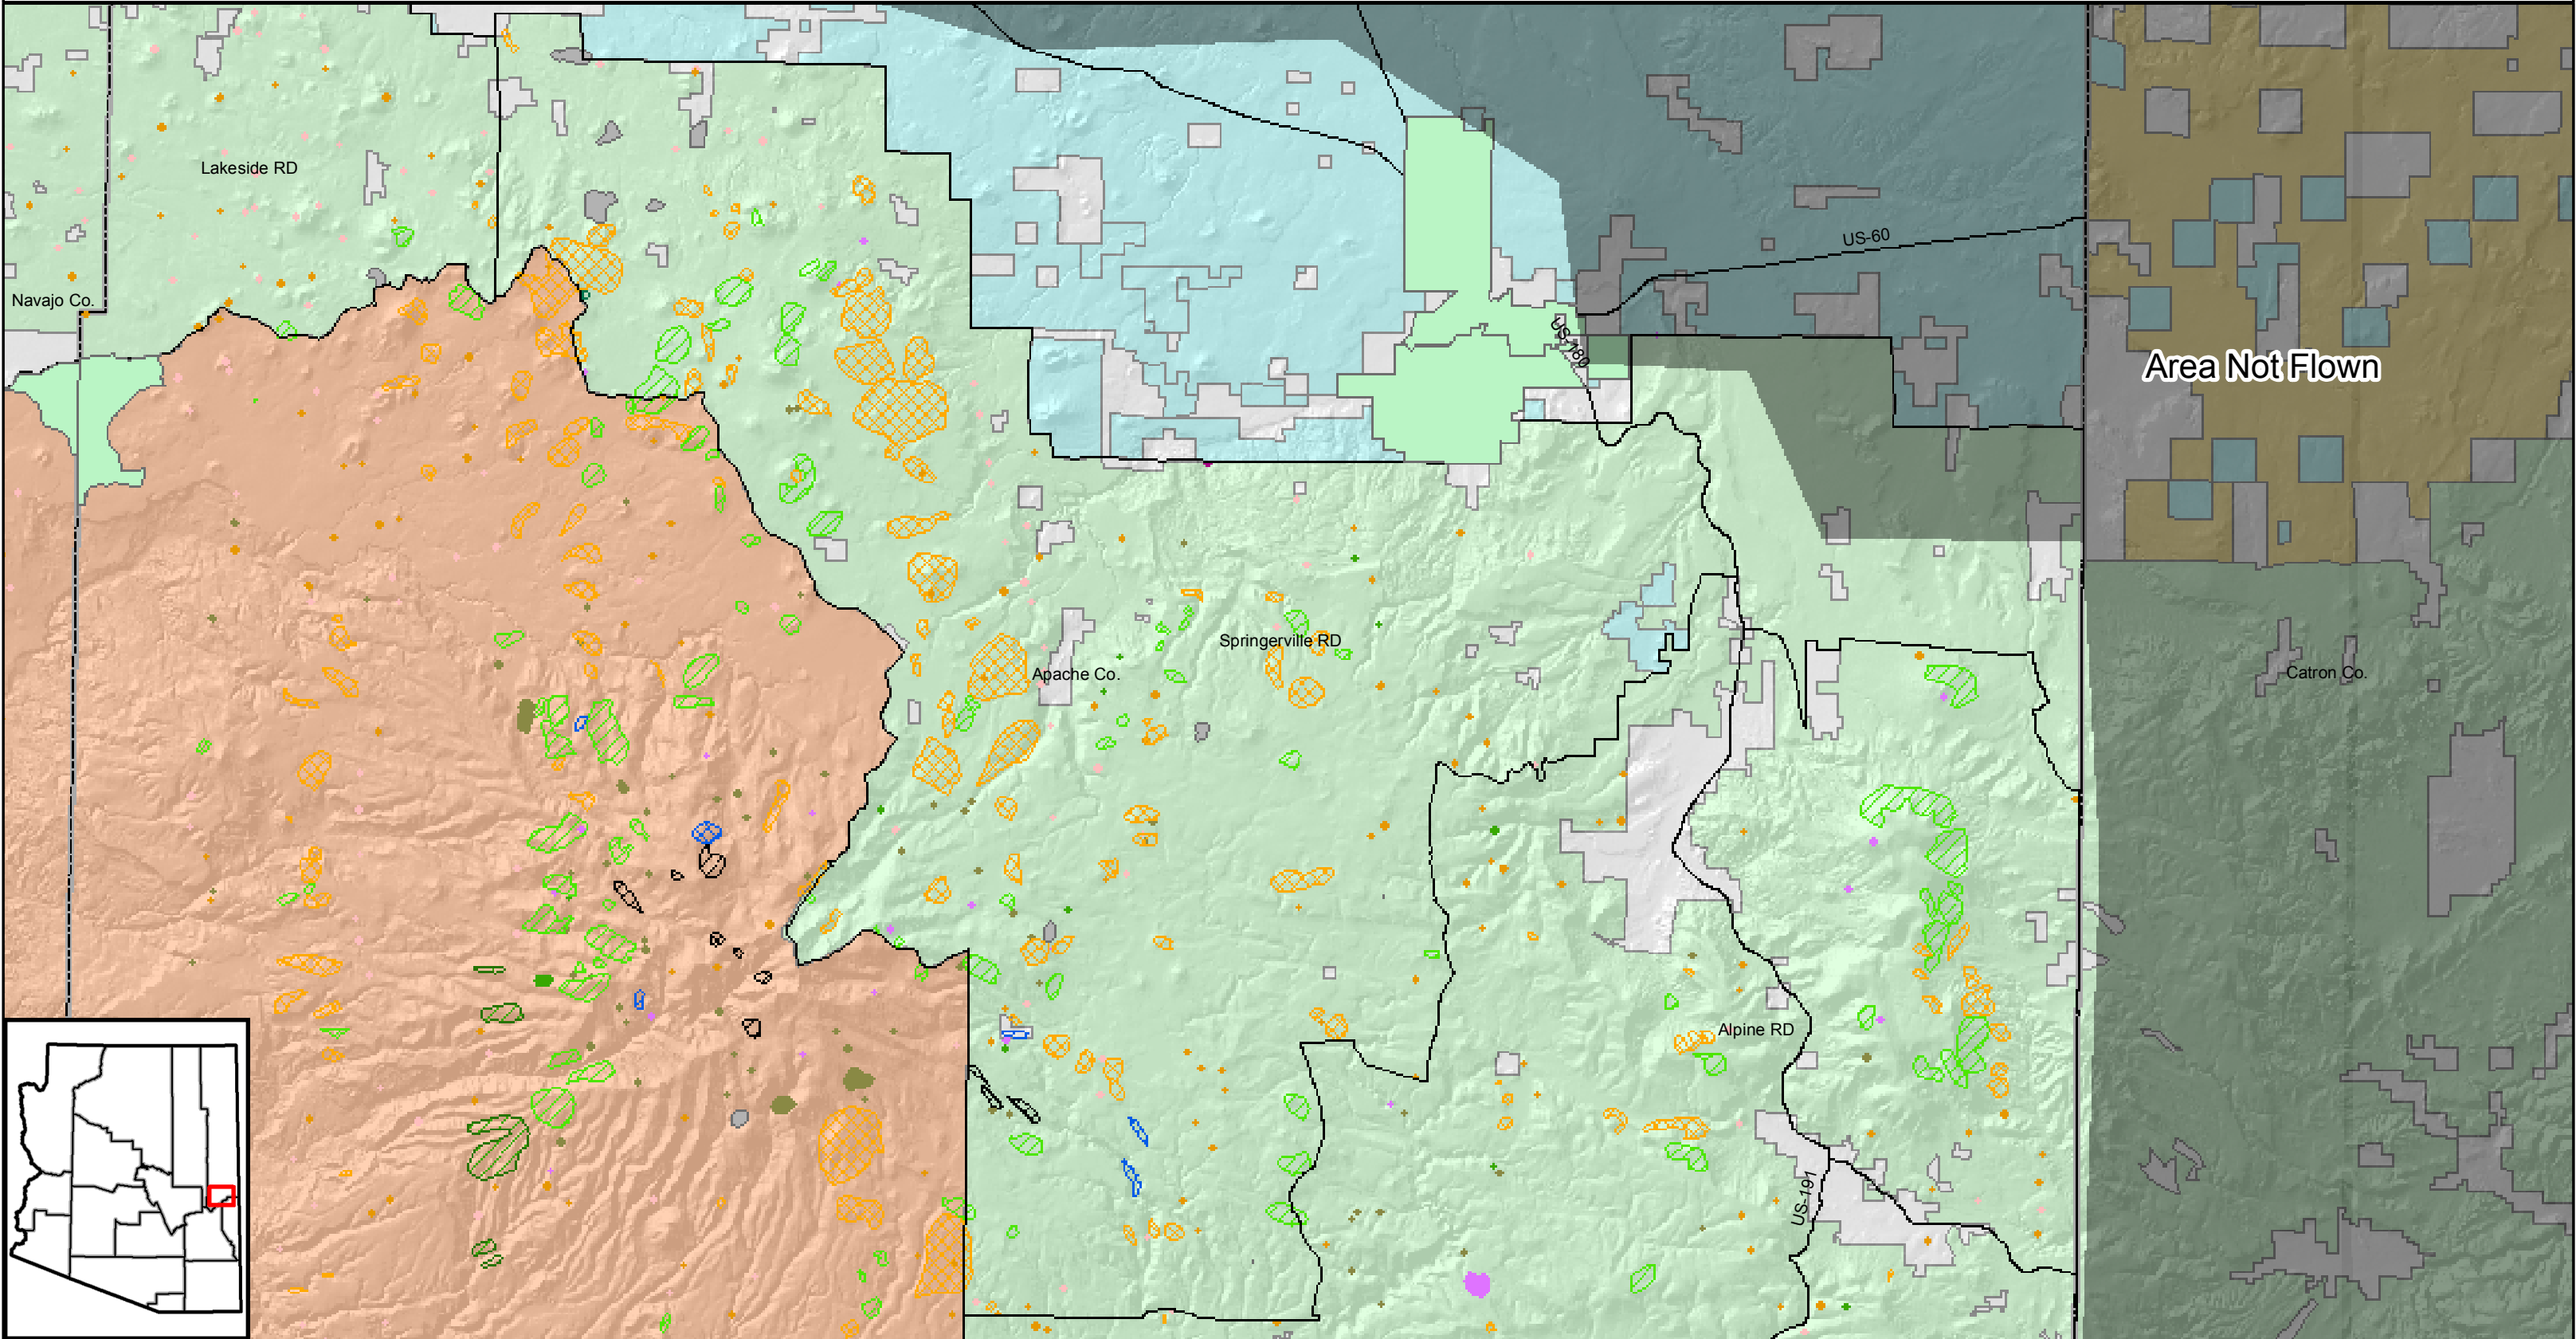 Lakeside RD
US-60
Navajo Co.
US-180
Area Not Flown
Springerville RD
Apache Co.
Catron Co.
Alpine RD
US-191